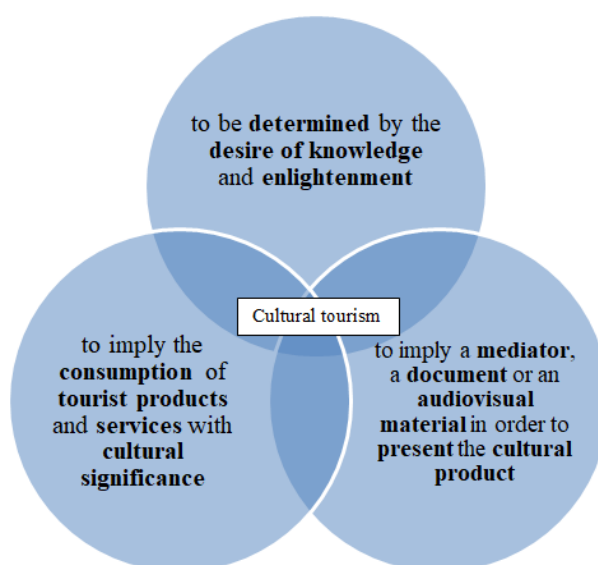 to be determined by the
desire of knowledge
and enlightenment
Cultural tourism
to imply the
consumption of
tourist products
and services with
cultural
significance
to imply a mediator,
a document or an
audiovisual
material in order to
present the cultural
product